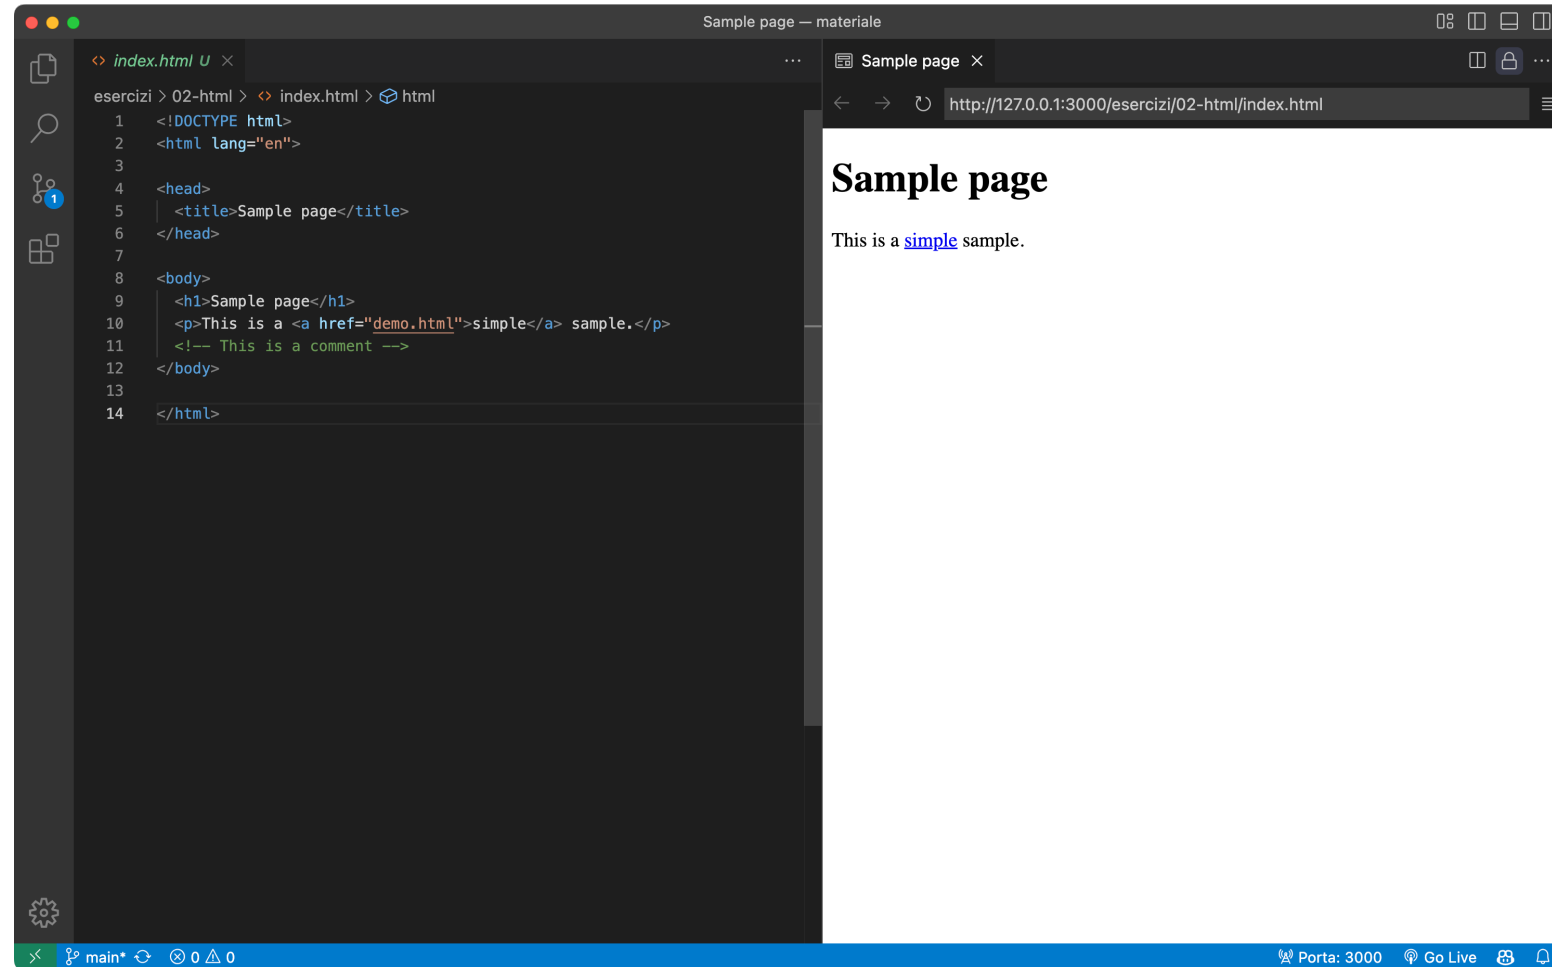 Sample page — materiale
index.html U
Sample page
esercizi > 02-html > index.html > html
http://127.0.0.1:3000/esercizi/02-html/index.html
1 <!DOCTYPE html>
2 <html lang="en">
3
4 <head>
5 <title>Sample page</title>
6 </head>
7
8 <body>
9 <h1>Sample page</h1>
10 <p>This is a <a href="demo.html">simple</a> sample.</p>
11 <!-- This is a comment -->
12 </body>
13
14 </html>
Sample page
This is a simple sample.
1
main* 0 0
Porta: 3000 Go Live